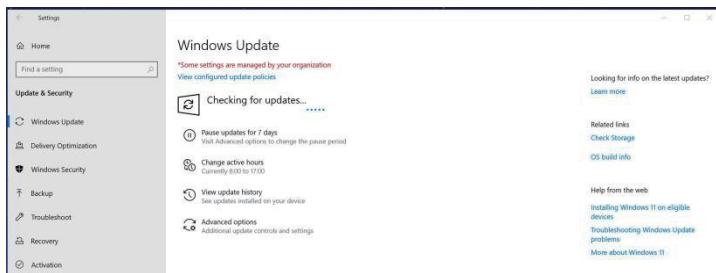 Settings
Home
Find a setting
Update & Security
Windows Update
Delivery Optimization
Windows Security
Backup
Troubleshoot
Recovery
Activation
Windows Update
*Some settings are managed by your organization
View configured update policies
Checking for updates...
Pause updates for 7 days
Visit Advanced options to change the pause period
Change active hours
Currently 8:00 to 17:00
View update history
See updates installed on your device
Advanced options
Additional update controls and settings
Looking for info on the latest updates?
Learn more
Related links
Check Storage
OS build info
Help from the web
Installing Windows 11 on eligible
devices
Troubleshooting Windows Update
problems
More about Windows 11